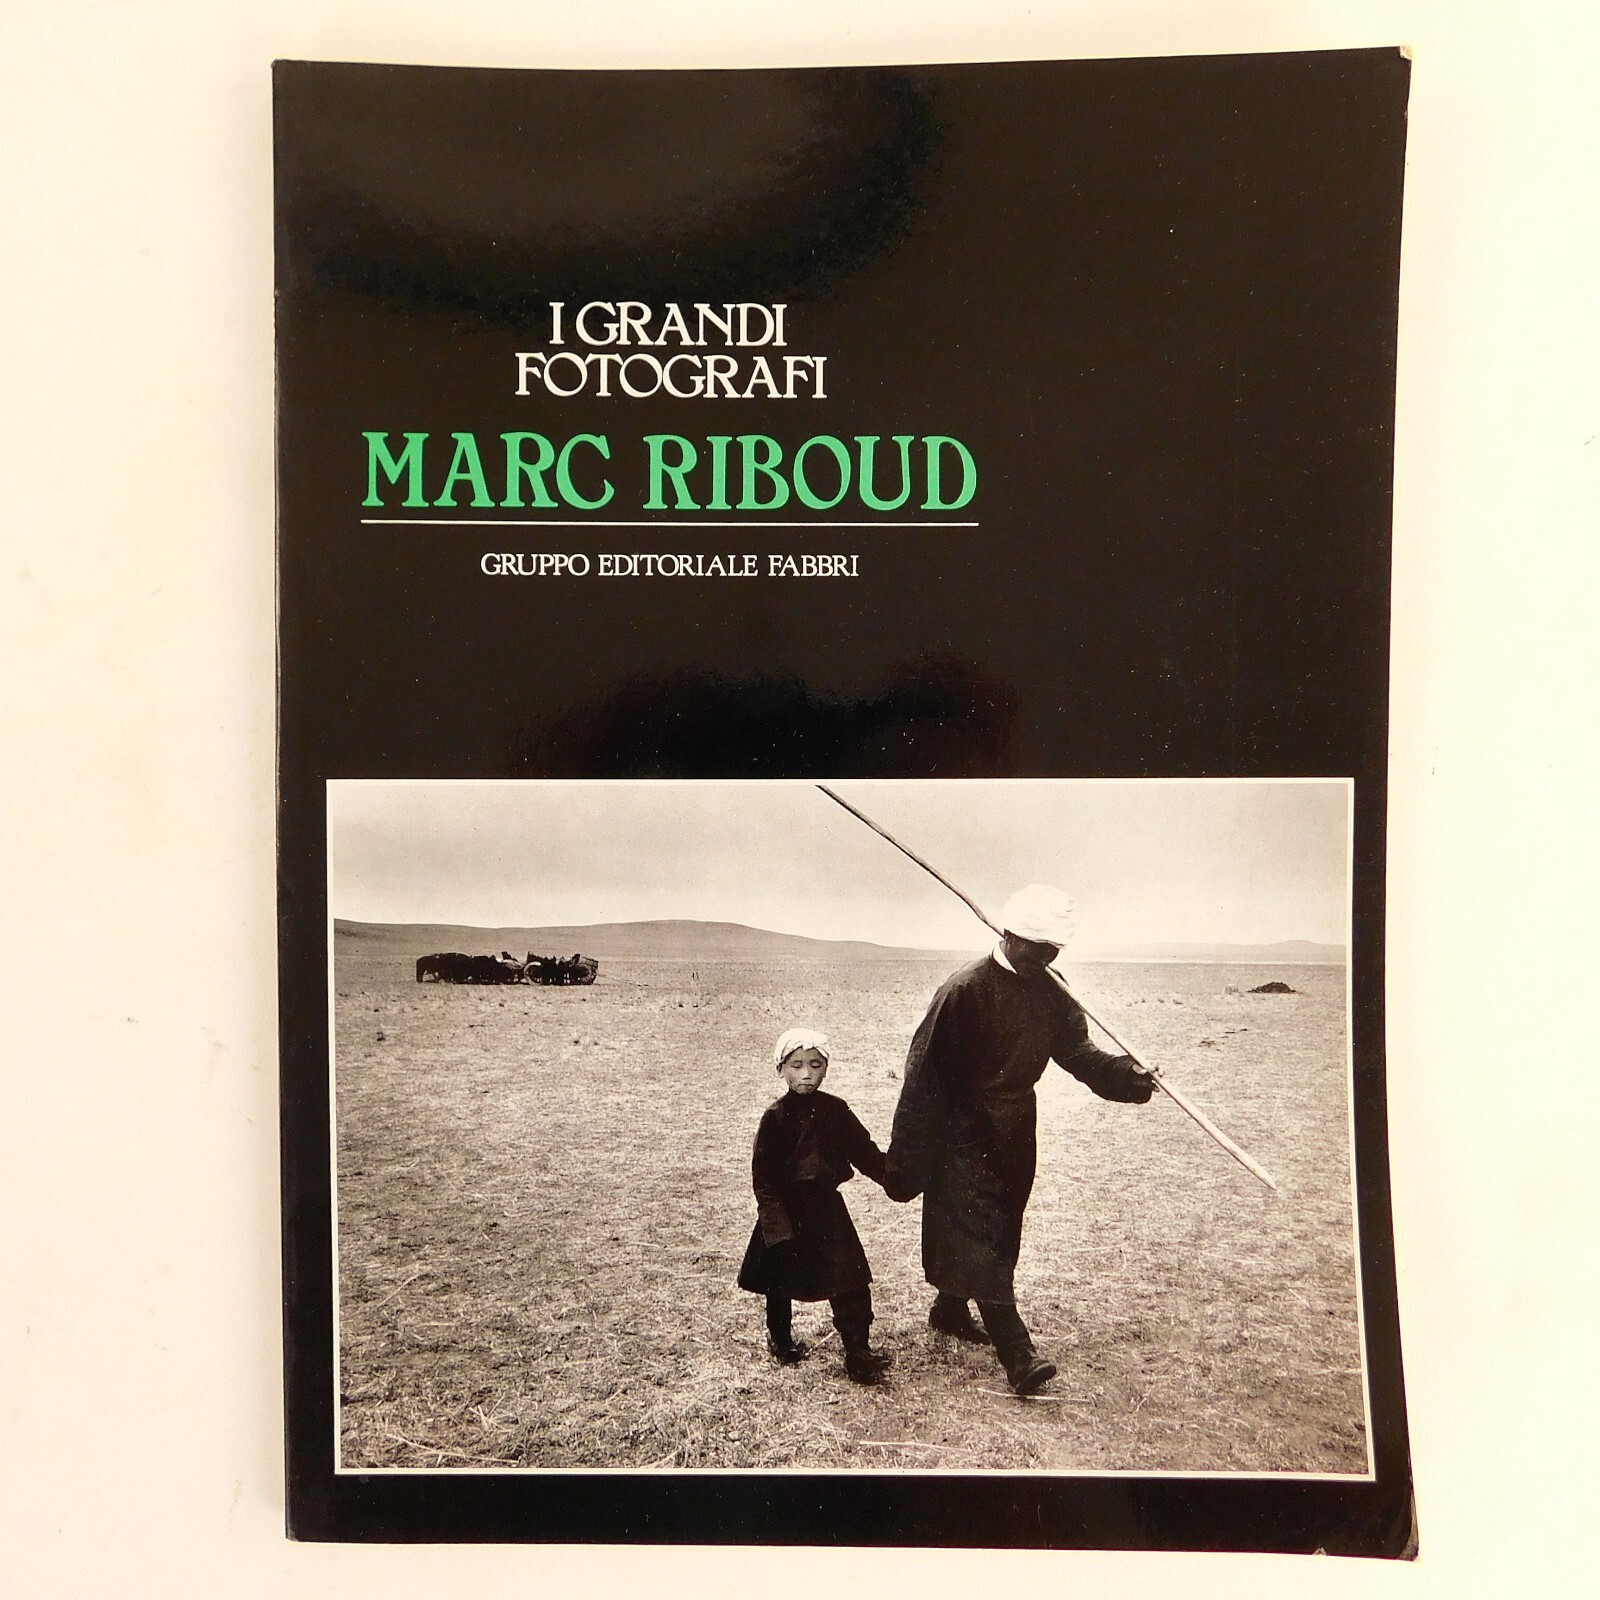 I GRANDI
FOTOGRAFI
MARC RIBOUD
GRUPPO EDITORIALE FABBRI